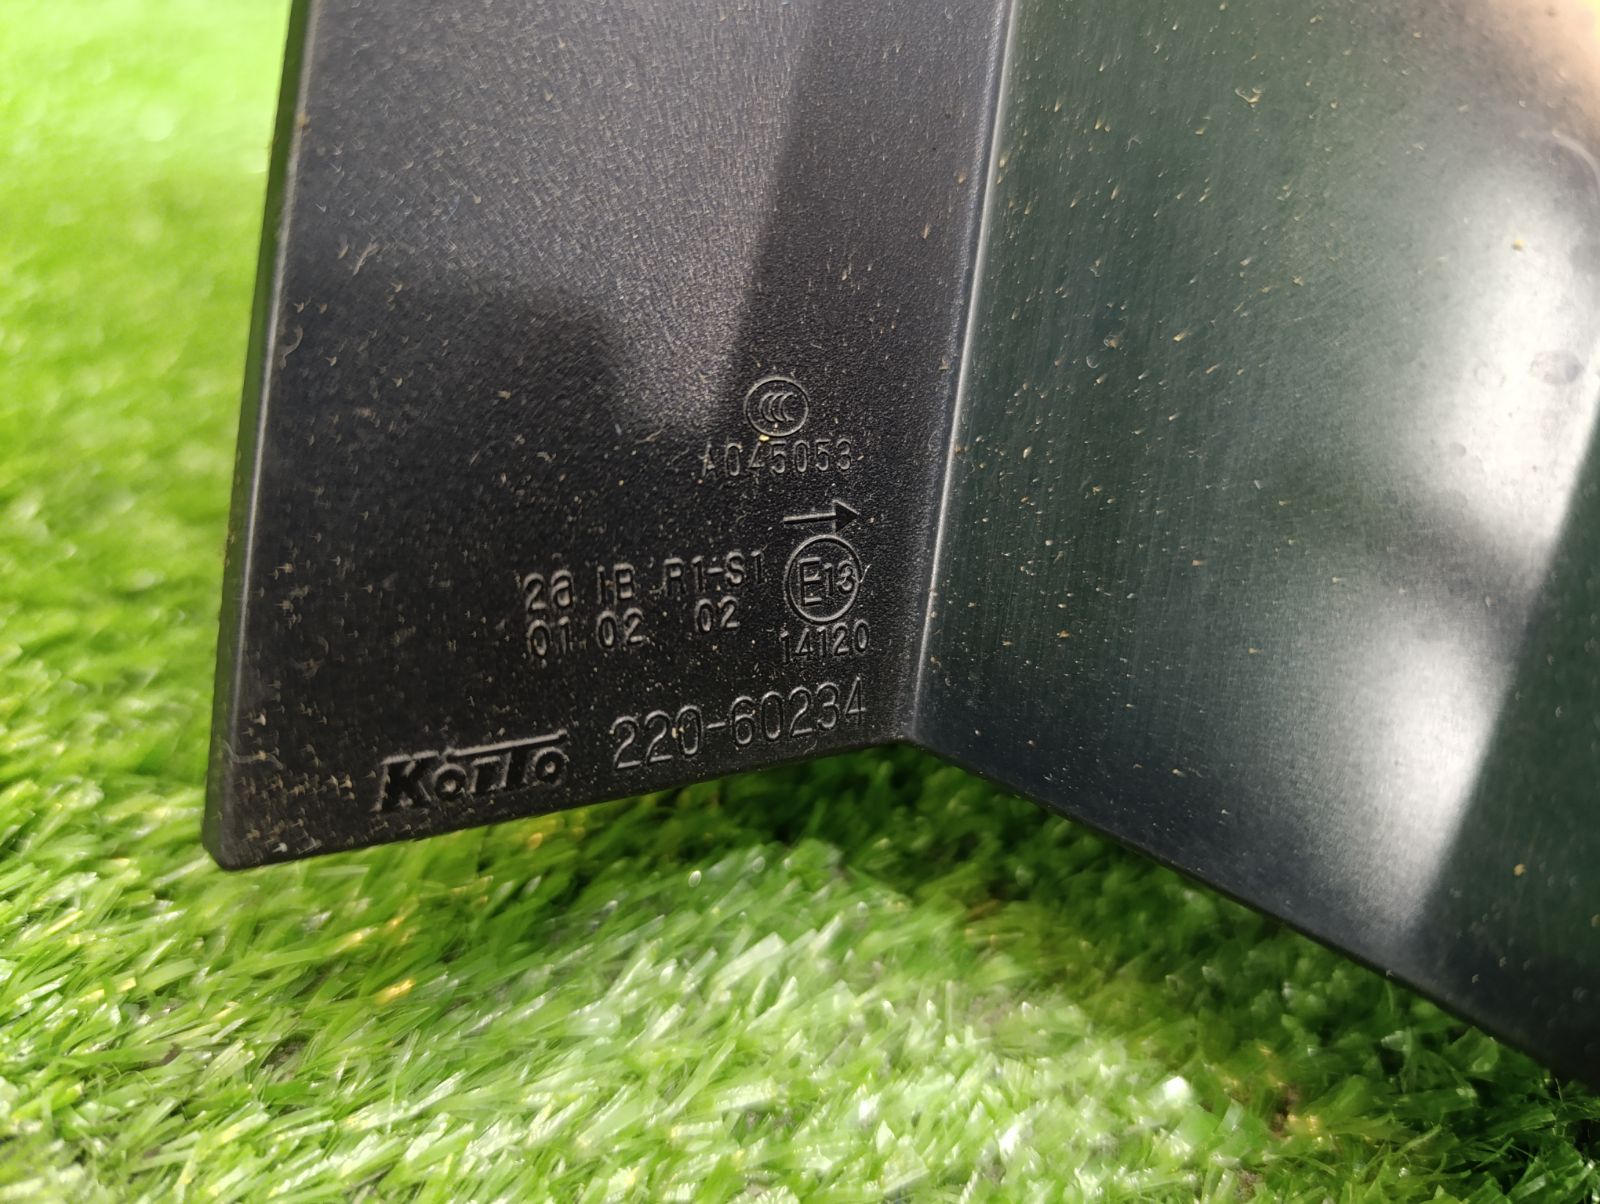 CCC
A045053
→
2a IB R1-S1 E13
01 02 02 14120
KOITO 220-60234